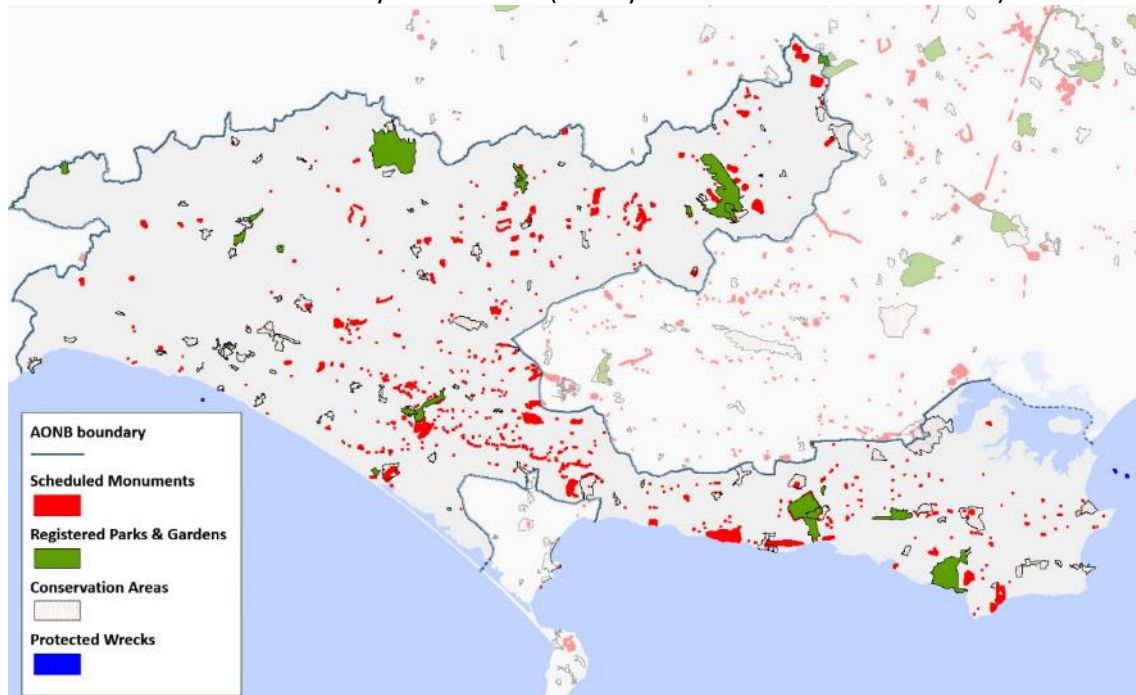 AONB boundary
Scheduled Monuments
Registered Parks & Gardens
Conservation Areas
Protected Wrecks